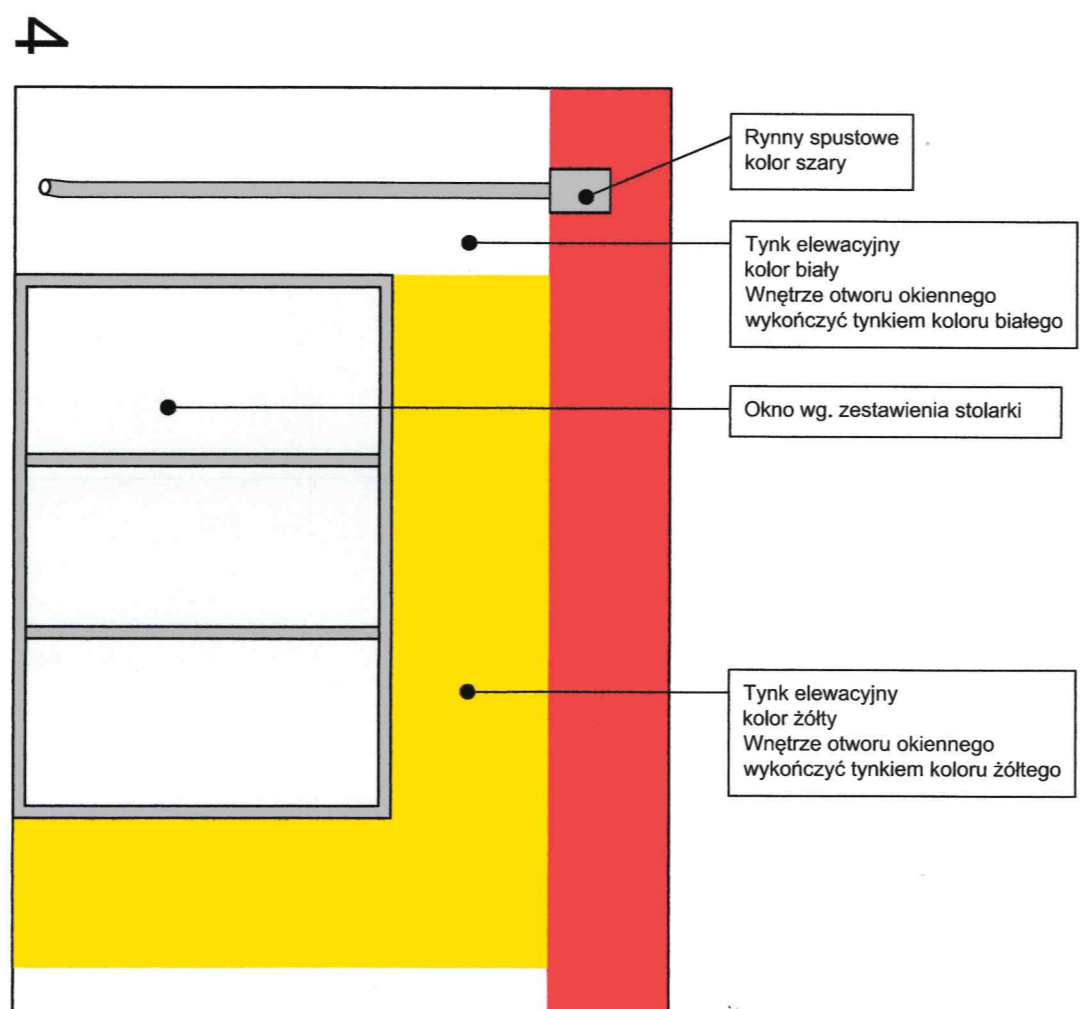 4
Rynny spustowe
kolor szary
Tynk elewacyjny
kolor biały
Wnętrze otworu okiennego
wykończyć tynkiem koloru białego
Okno wg. zestawienia stolarki
Tynk elewacyjny
kolor żółty
Wnętrze otworu okiennego
wykończyć tynkiem koloru żółtego